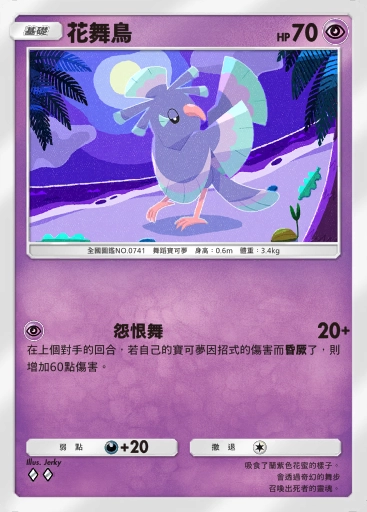 基礎
花舞鳥
HP 70
全國圖鑑NO.0741 舞蹈寶可夢 身高：0.6m 體重：3.4kg
怨恨舞 20+
在上個對手的回合，若自己的寶可夢因招式的傷害而昏厥了，則
增加60點傷害。
弱點 +20
撤退
Illus. Jerky
吸食了蘭紫色花蜜的樣子。
會透過奇幻的舞步
召喚出死者的靈魂。